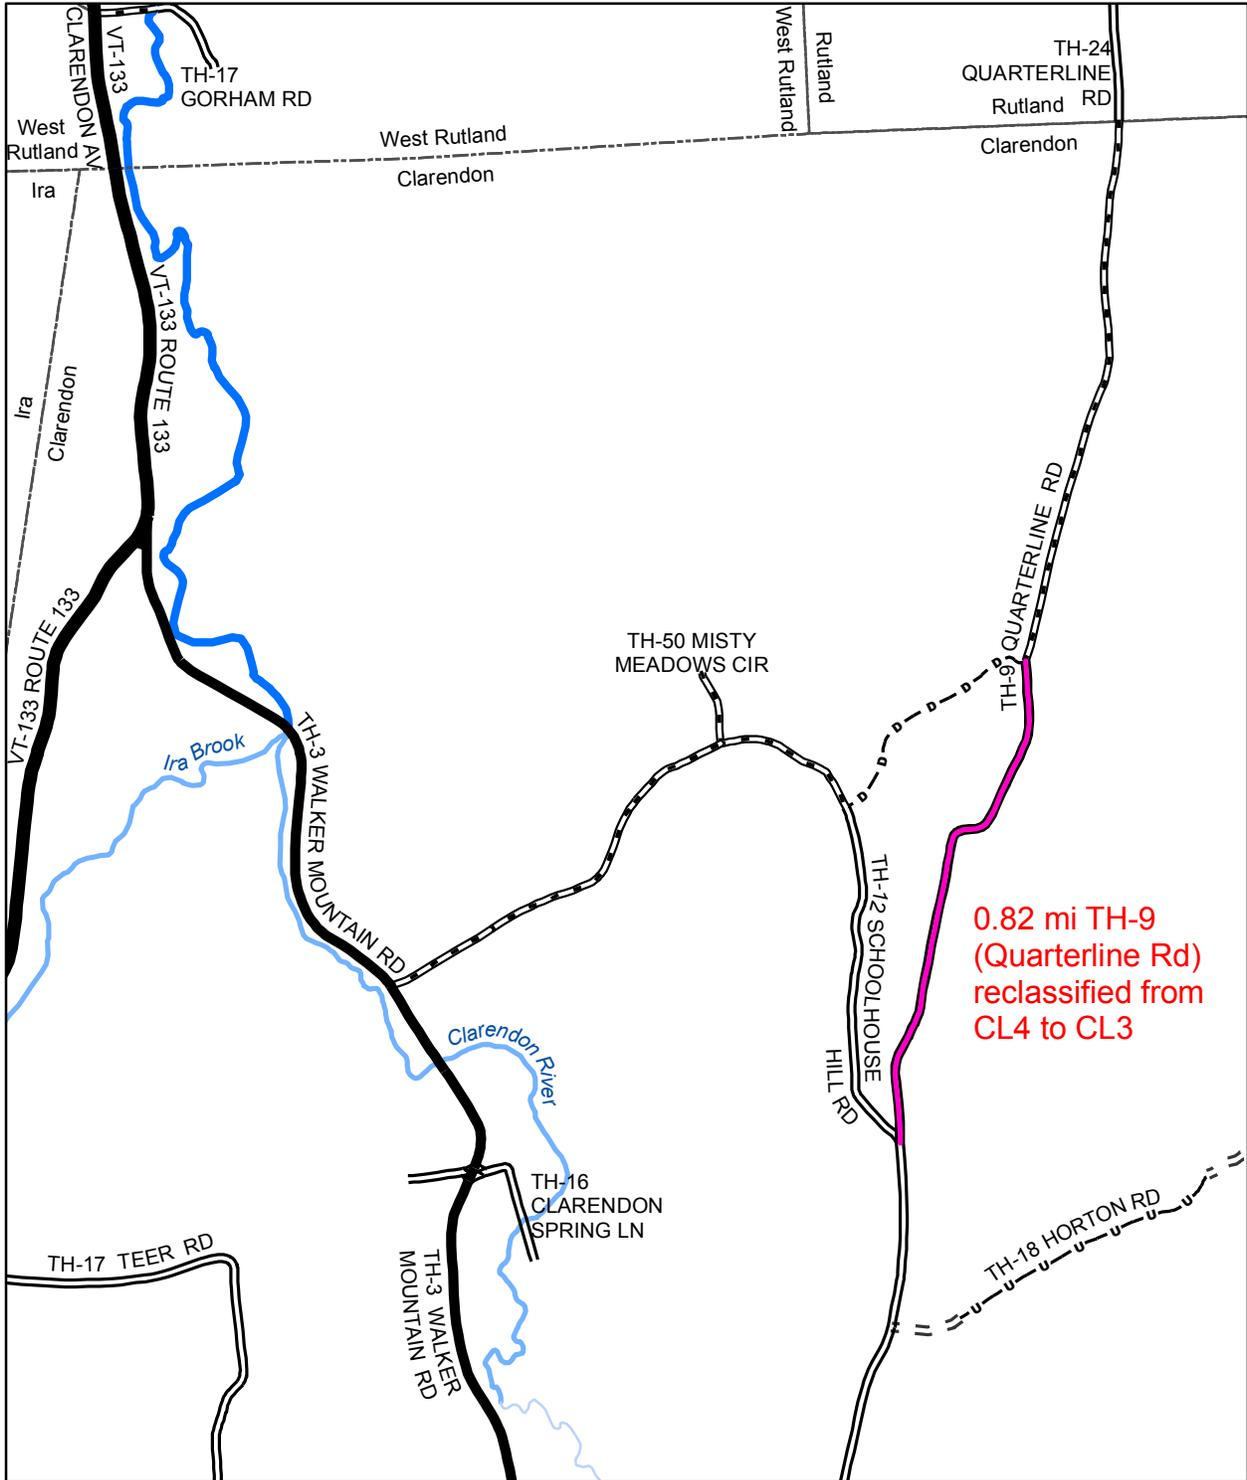 CLARENDON AV
VT-133
TH-17
GORHAM RD
West Rutland
Rutland
TH-24
QUARTERLINE
RD
Rutland
Clarendon
West Rutland
Clarendon
West
Rutland
Ira
Ira
Clarendon
VT-133 ROUTE 133
VT-133 ROUTE 133
Ira Brook
TH-3 WALKER MOUNTAIN RD
TH-50 MISTY
MEADOWS CIR
TH-9 QUARTERLINE RD
D D D D D D
TH-12 SCHOOLHOUSE
HILL RD
0.82 mi TH-9
(Quarterline Rd)
reclassified from
CL4 to CL3
Clarendon River
TH-16
CLARENDON
SPRING LN
TH-18 HORTON RD
U U U U U U U
TH-17 TEER RD
TH-3 WALKER
MOUNTAIN RD